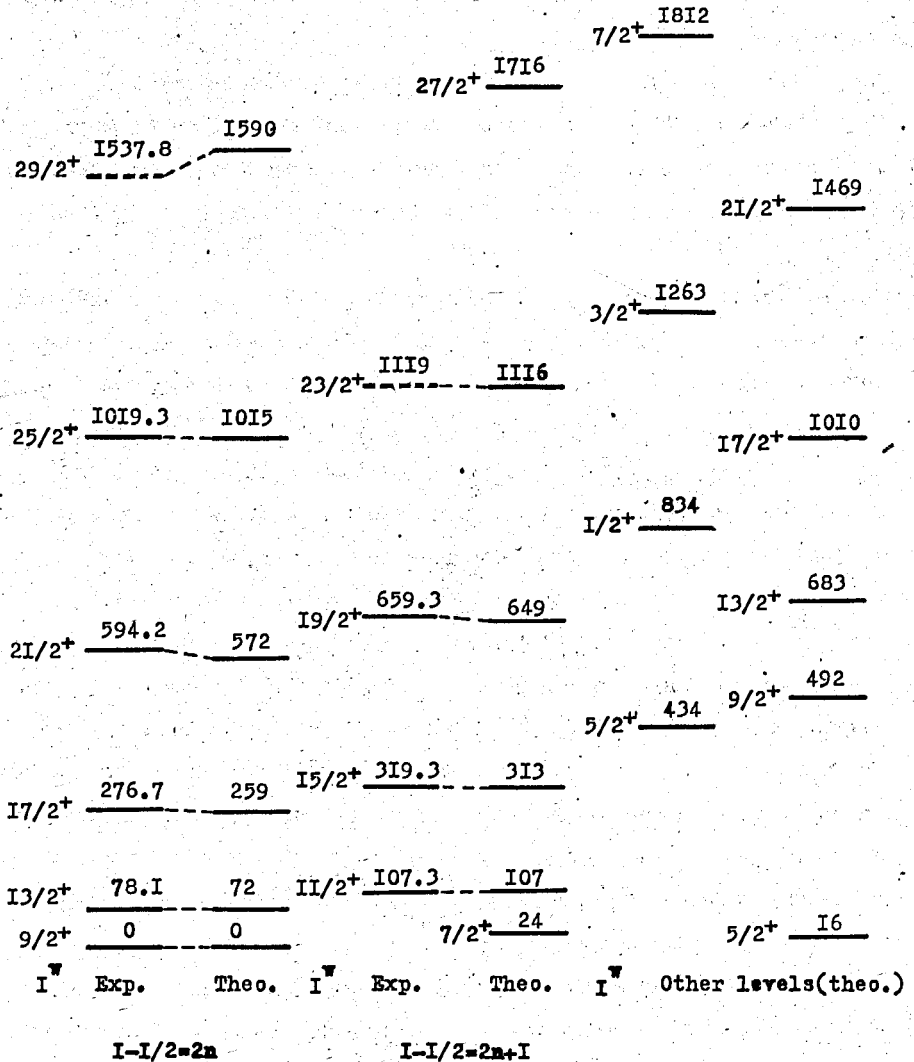 7/2+ I8I2
27/2+ I7I6
29/2+ I537.8 I590
2I/2+ I469
3/2+ I263
23/2+ III9 III6
25/2+ I0I9.3 I0I5
I7/2+ I0I0
I/2+ 834
I3/2+ 683
I9/2+ 659.3 649
2I/2+ 594.2 572
9/2+ 492
5/2+ 434
I5/2+ 3I9.3 3I3
I7/2+ 276.7 259
I3/2+ 78.I 72
II/2+ I07.3 I07
9/2+ 0 0
7/2+ 24
5/2+ I6
I^π Exp. Theo. I^π Exp. Theo. I^π Other levels(theo.)
I-I/2=2n I-I/2=2n+I